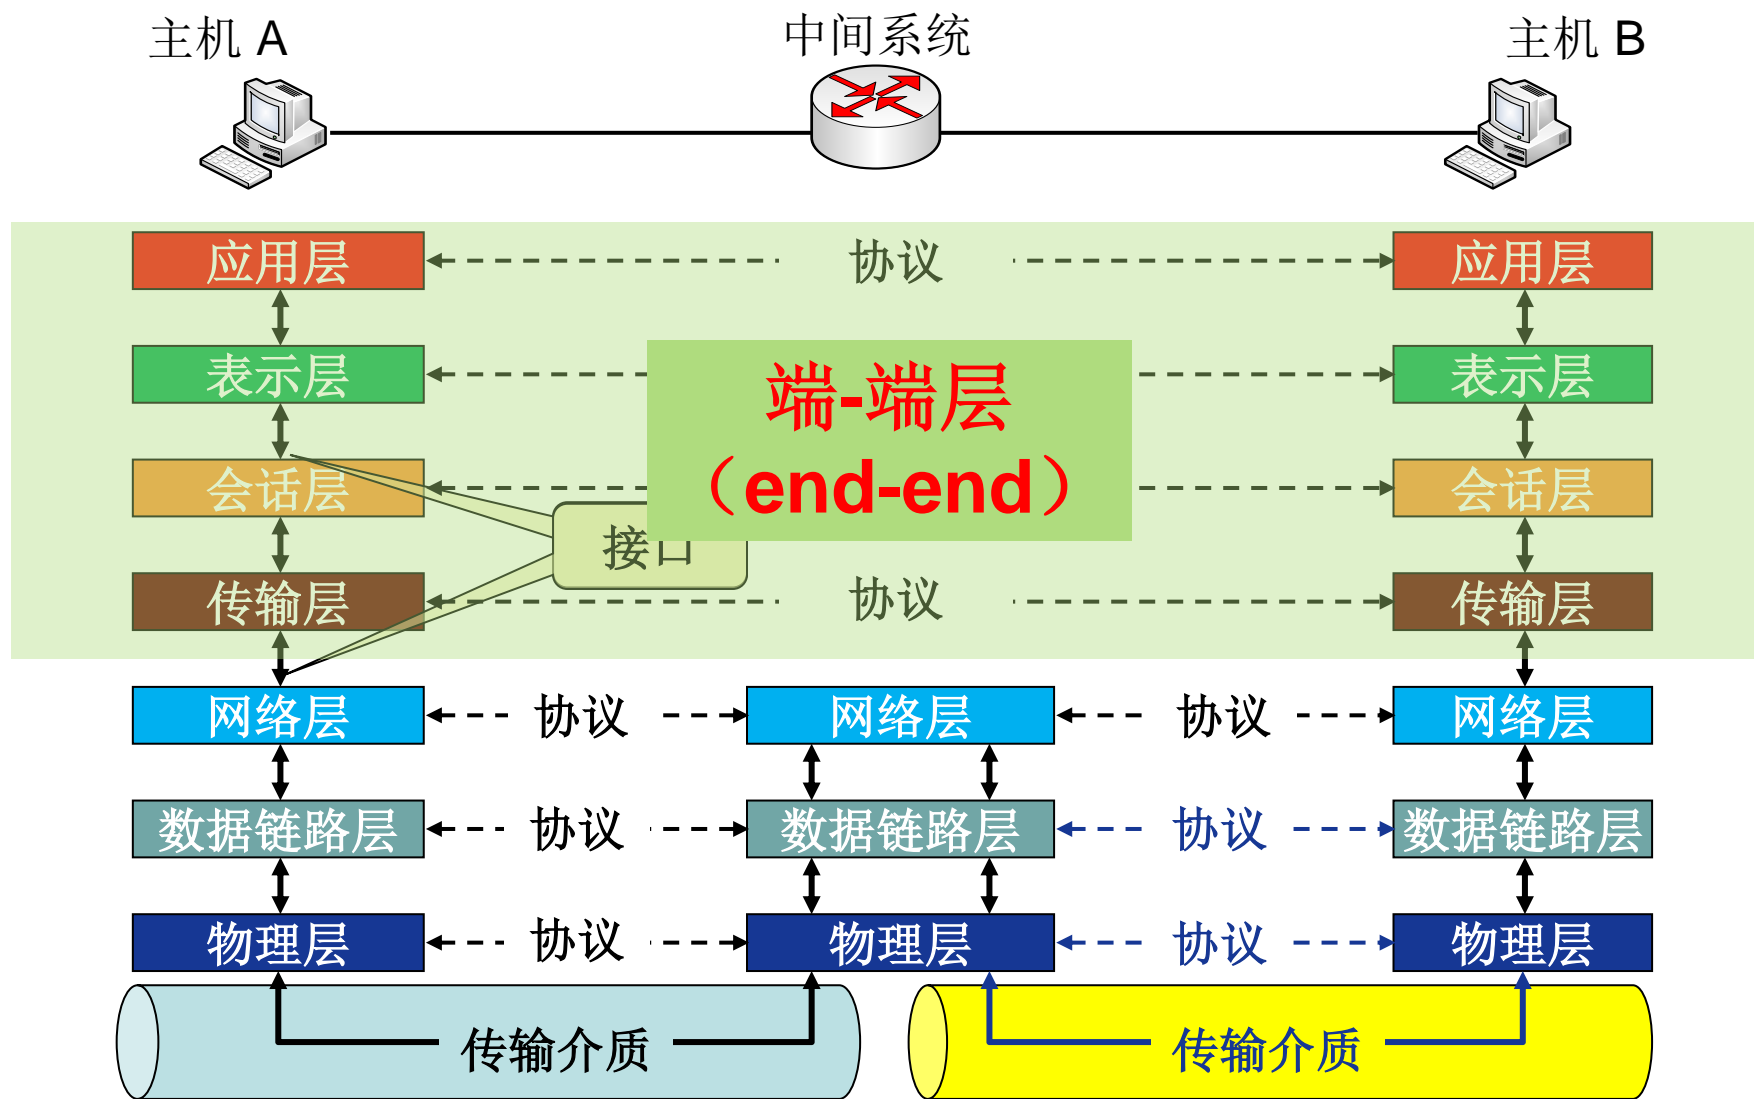 主机 A
中间系统
主机 B
应用层
协议
应用层
表示层
表示层
端-端层
（end-end）
会话层
会话层
接口
传输层
协议
传输层
网络层
协议
网络层
协议
网络层
数据链路层
协议
数据链路层
协议
数据链路层
物理层
协议
物理层
协议
物理层
传输介质
传输介质